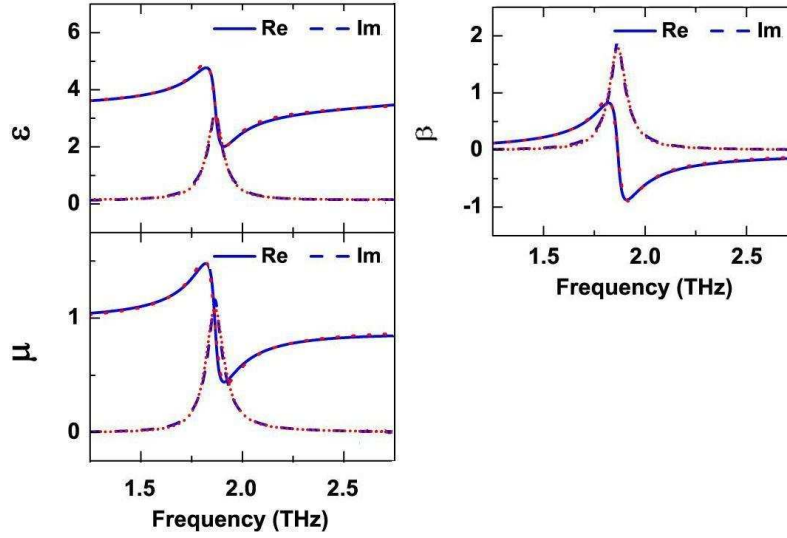 6
4
2
0
ε
Re
Im
1
0
μ
Re
Im
1.5
2.0
2.5
Frequency (THz)
2
1
0
-1
β
Re
Im
1.5
2.0
2.5
Frequency (THz)